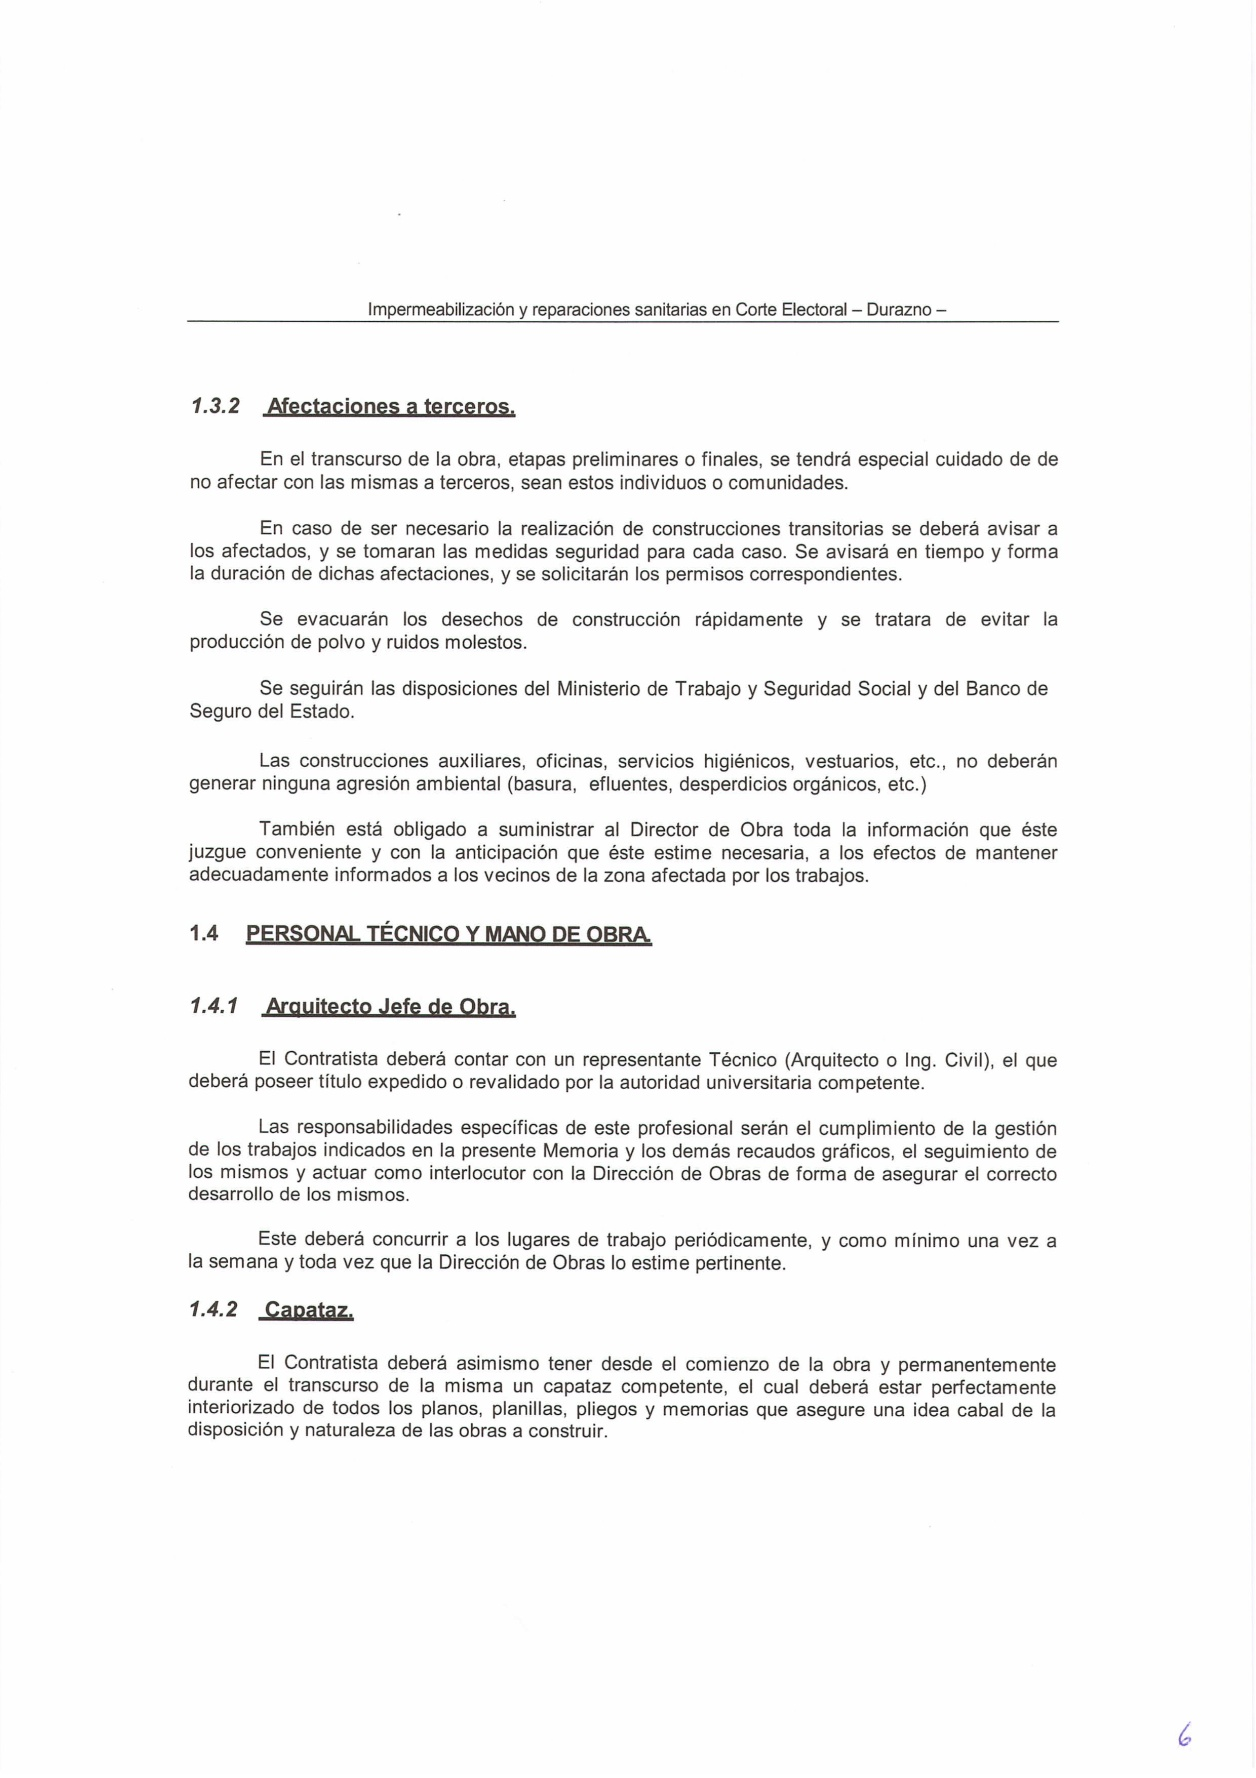 Impermeabilización y reparaciones sanitarias en Corte Electoral – Durazno –
1.3.2 Afectaciones a terceros.
En el transcurso de la obra, etapas preliminares o finales, se tendrá especial cuidado de de
no afectar con las mismas a terceros, sean estos individuos o comunidades.
En caso de ser necesario la realización de construcciones transitorias se deberá avisar a
los afectados, y se tomaran las medidas seguridad para cada caso. Se avisará en tiempo y forma
la duración de dichas afectaciones, y se solicitarán los permisos correspondientes.
Se evacuarán los desechos de construcción rápidamente y se tratara de evitar la
producción de polvo y ruidos molestos.
Se seguirán las disposiciones del Ministerio de Trabajo y Seguridad Social y del Banco de
Seguro del Estado.
Las construcciones auxiliares, oficinas, servicios higiénicos, vestuarios, etc., no deberán
generar ninguna agresión ambiental (basura, efluentes, desperdicios orgánicos, etc.)
También está obligado a suministrar al Director de Obra toda la información que éste
juzgue conveniente y con la anticipación que éste estime necesaria, a los efectos de mantener
adecuadamente informados a los vecinos de la zona afectada por los trabajos.
1.4 PERSONAL TÉCNICO Y MANO DE OBRA
1.4.1 Arquitecto Jefe de Obra.
El Contratista deberá contar con un representante Técnico (Arquitecto o Ing. Civil), el que
deberá poseer título expedido o revalidado por la autoridad universitaria competente.
Las responsabilidades específicas de este profesional serán el cumplimiento de la gestión
de los trabajos indicados en la presente Memoria y los demás recaudos gráficos, el seguimiento de
los mismos y actuar como interlocutor con la Dirección de Obras de forma de asegurar el correcto
desarrollo de los mismos.
Este deberá concurrir a los lugares de trabajo periódicamente, y como mínimo una vez a
la semana y toda vez que la Dirección de Obras lo estime pertinente.
1.4.2 Capataz.
El Contratista deberá asimismo tener desde el comienzo de la obra y permanentemente
durante el transcurso de la misma un capataz competente, el cual deberá estar perfectamente
interiorizado de todos los planos, planillas, pliegos y memorias que asegure una idea cabal de la
disposición y naturaleza de las obras a construir.
6